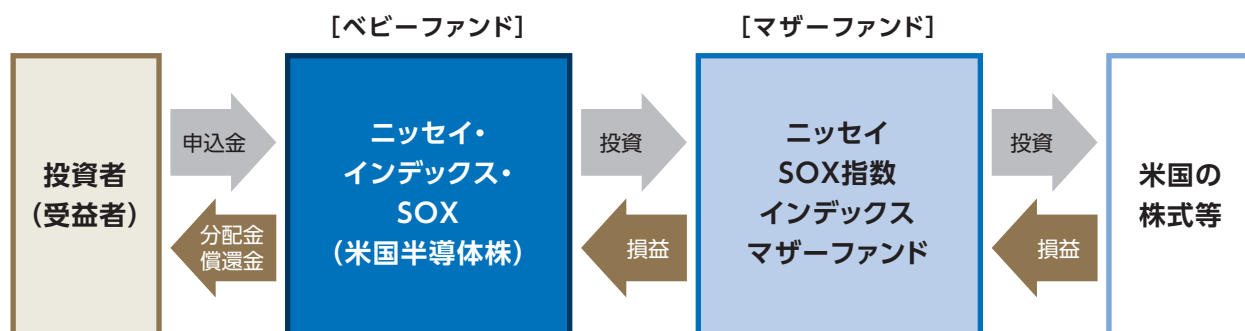 [ベビーファンド]
[マザーファンド]
投資者
(受益者)
申込金
分配金
償還金
ニッセイ・
インデックス・
SOX
(米国半導体株)
投資
損益
ニッセイ
SOX指数
インデックス
マザーファンド
投資
損益
米国の
株式等